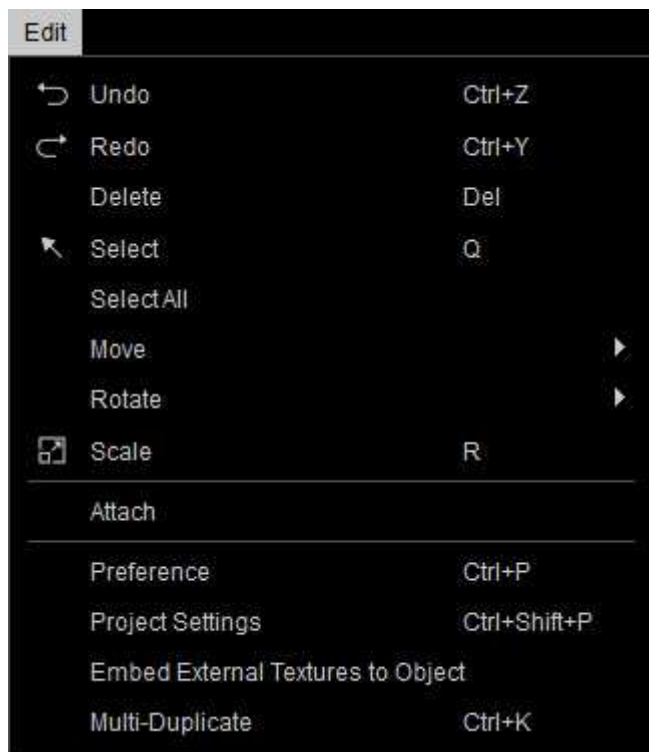 Edit
Undo Ctrl+Z
Redo Ctrl+Y
Delete Del
Select Q
Select All
Move
Rotate
Scale R
Attach
Preference Ctrl+P
Project Settings Ctrl+Shift+P
Embed External Textures to Object
Multi-Duplicate Ctrl+K